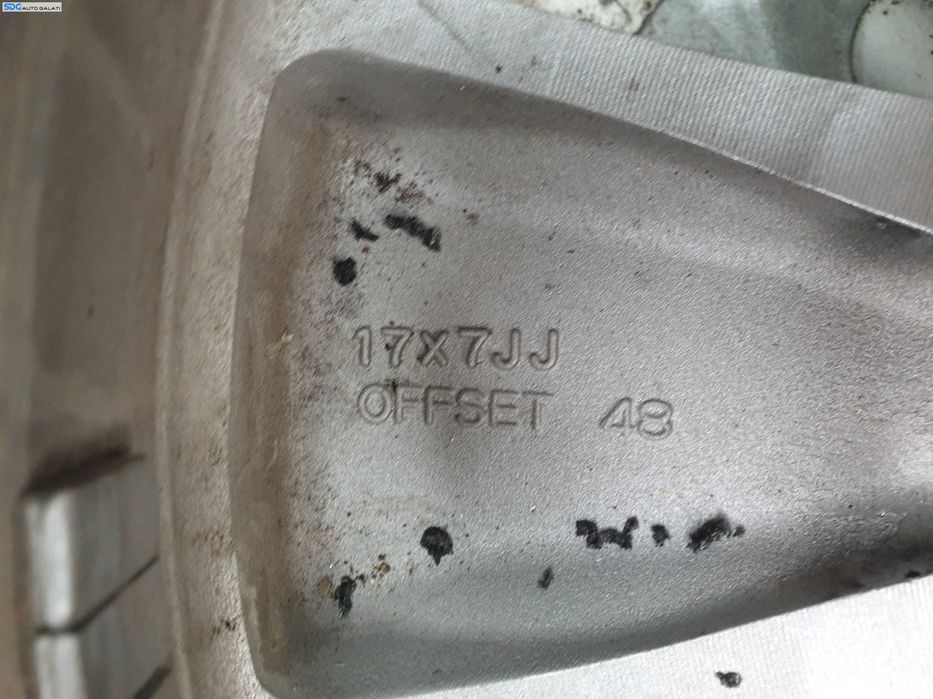 SDG AUTO GALATI
17X7JJ
OFFSET 48